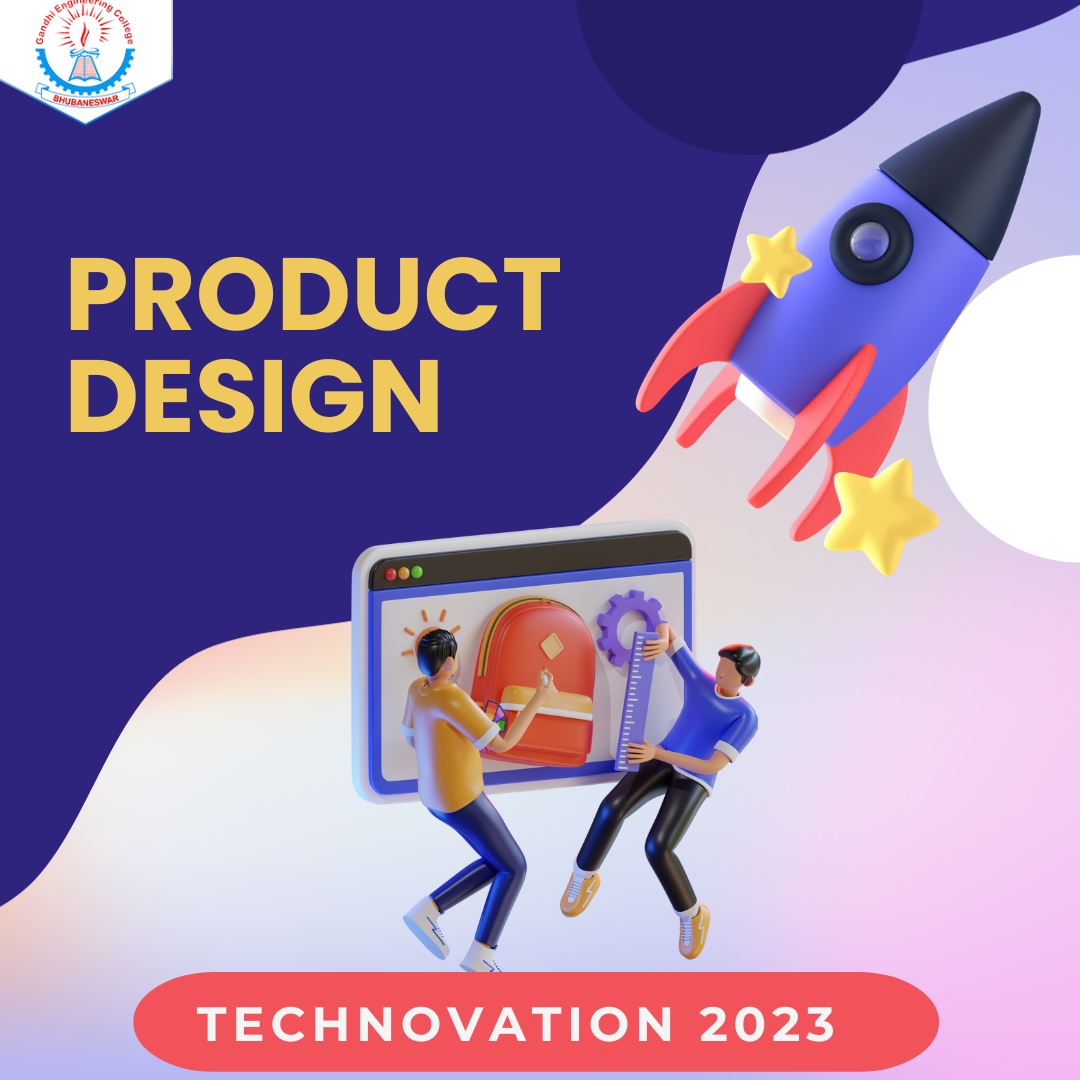 Gandhi Engineering College
BHUBANESWAR
PRODUCT
DESIGN
TECHNOVATION 2023